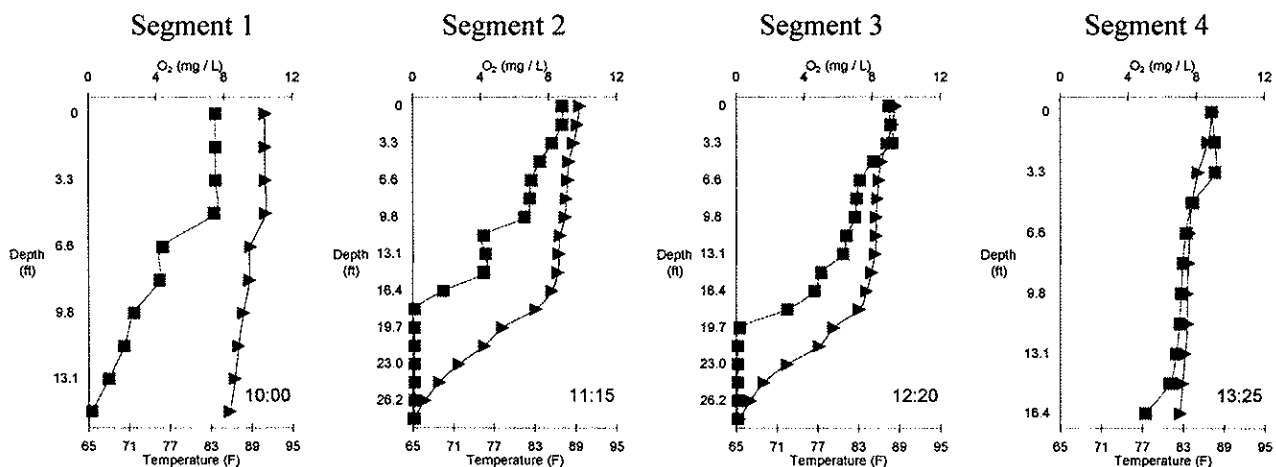 Segment 1
O₂ (mg / L)
0 4 8 12
0
3.3
6.6
9.8
13.1
Depth
(ft)
10:00
65 71 77 83 89 95
Temperature (F)
Segment 2
O₂ (mg / L)
0 4 8 12
0
3.3
6.6
9.8
13.1
16.4
19.7
23.0
26.2
Depth
(ft)
11:15
65 71 77 83 89 95
Temperature (F)
Segment 3
O₂ (mg / L)
0 4 8 12
0
3.3
6.6
9.8
13.1
16.4
19.7
23.0
26.2
Depth
(ft)
12:20
65 71 77 83 89 95
Temperature (F)
Segment 4
O₂ (mg / L)
0 4 8 12
0
3.3
6.6
9.8
13.1
16.4
Depth
(ft)
13:25
65 71 77 83 89 95
Temperature (F)